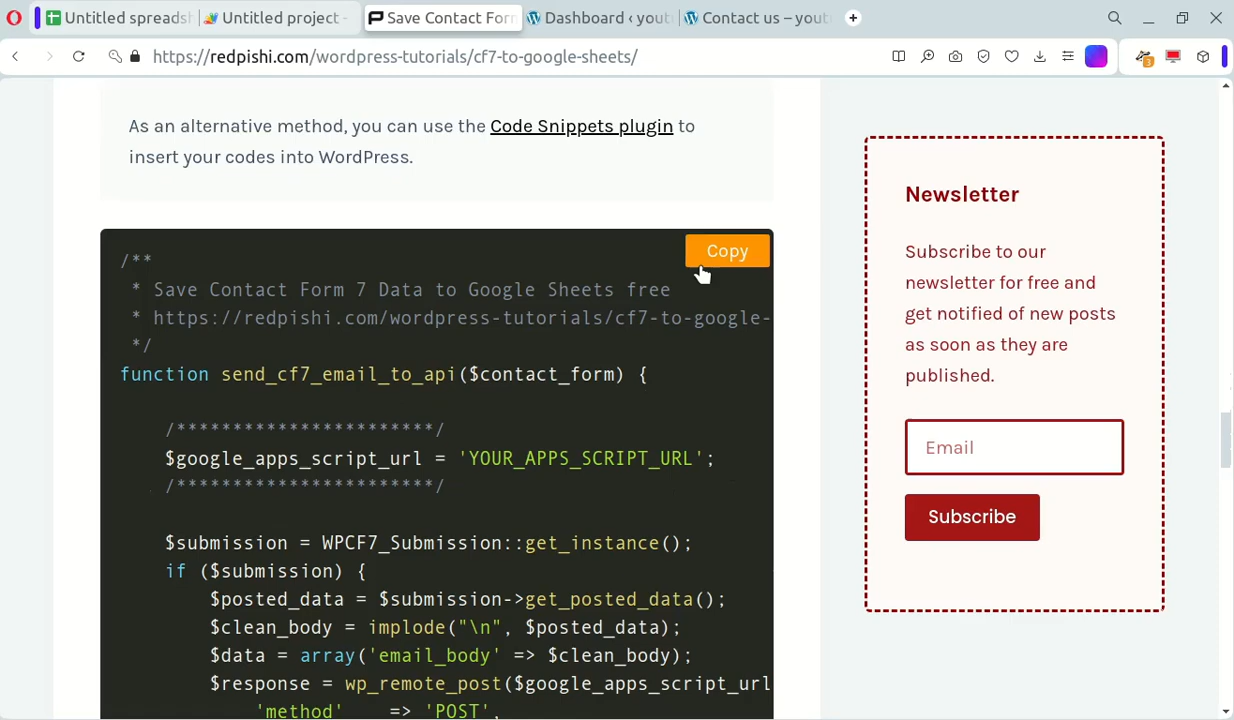 Untitled spreads
Untitled project -
Save Contact Form
Dashboard ‹ yout
Contact us – yout
https://redpishi.com/wordpress-tutorials/cf7-to-google-sheets/
3
As an alternative method, you can use the Code Snippets plugin to
insert your codes into WordPress.
Copy
/**
* Save Contact Form 7 Data to Google Sheets free
* https://redpishi.com/wordpress-tutorials/cf7-to-google-
*/
function send_cf7_email_to_api($contact_form) {
/***********************/
$google_apps_script_url = 'YOUR_APPS_SCRIPT_URL';
/***********************/
$submission = WPCF7_Submission::get_instance();
if ($submission) {
$posted_data = $submission->get_posted_data();
$clean_body = implode("\n", $posted_data);
$data = array('email_body' => $clean_body);
$response = wp_remote_post($google_apps_script_url
'method' => 'POST',
Newsletter
Subscribe to our
newsletter for free and
get notified of new posts
as soon as they are
published.
Email
Subscribe